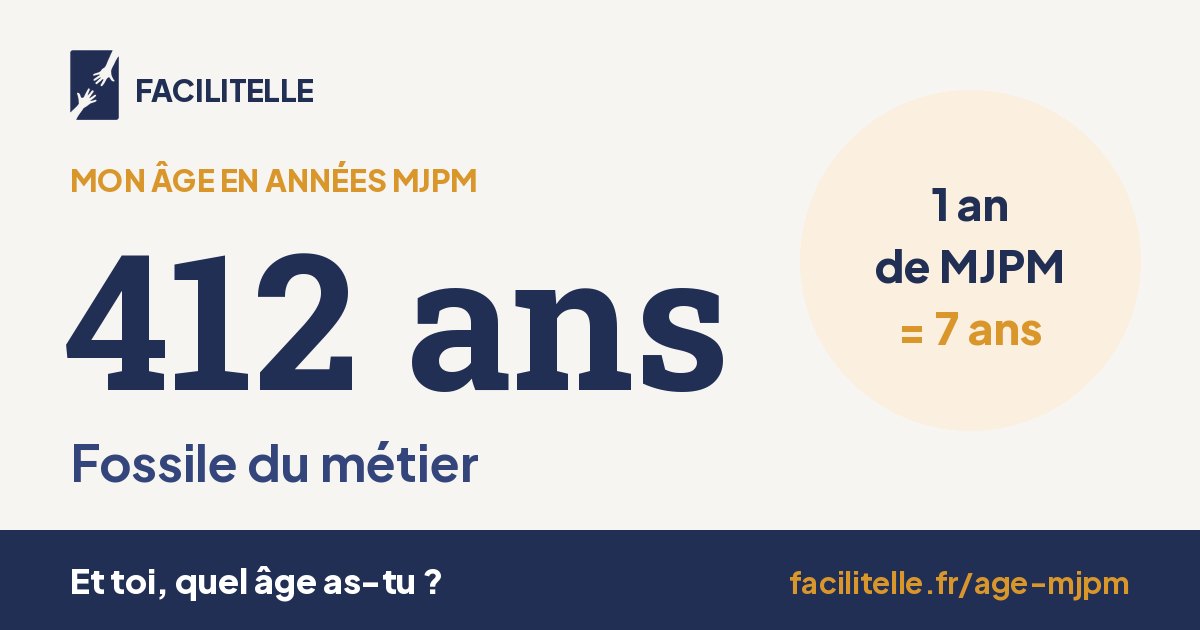 FACILITELLE
MON ÂGE EN ANNÉES MJPM
412 ans
Fossile du métier
1 an
de MJPM
= 7 ans
Et toi, quel âge as-tu ?
facilitelle.fr/age-mjpm